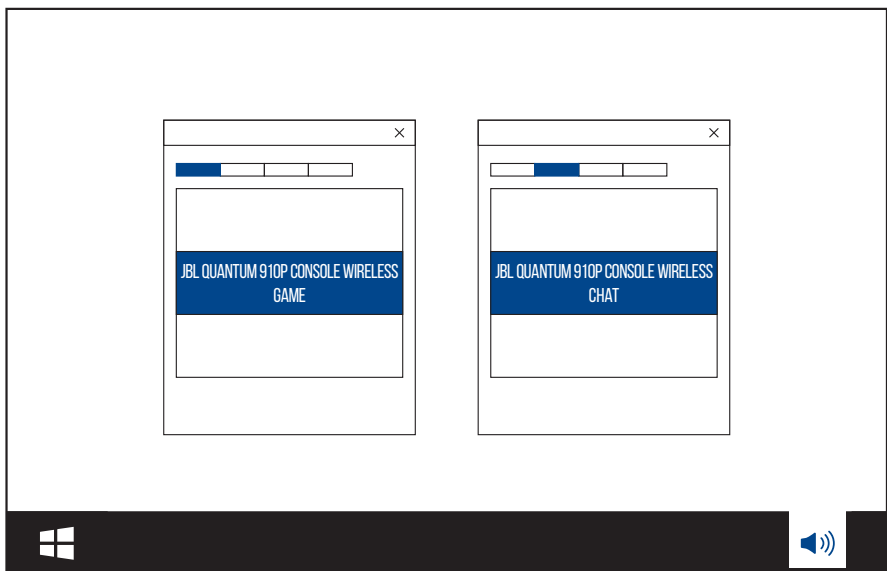 JBL QUANTUM 910P CONSOLE WIRELESS
GAME
JBL QUANTUM 910P CONSOLE WIRELESS
CHAT